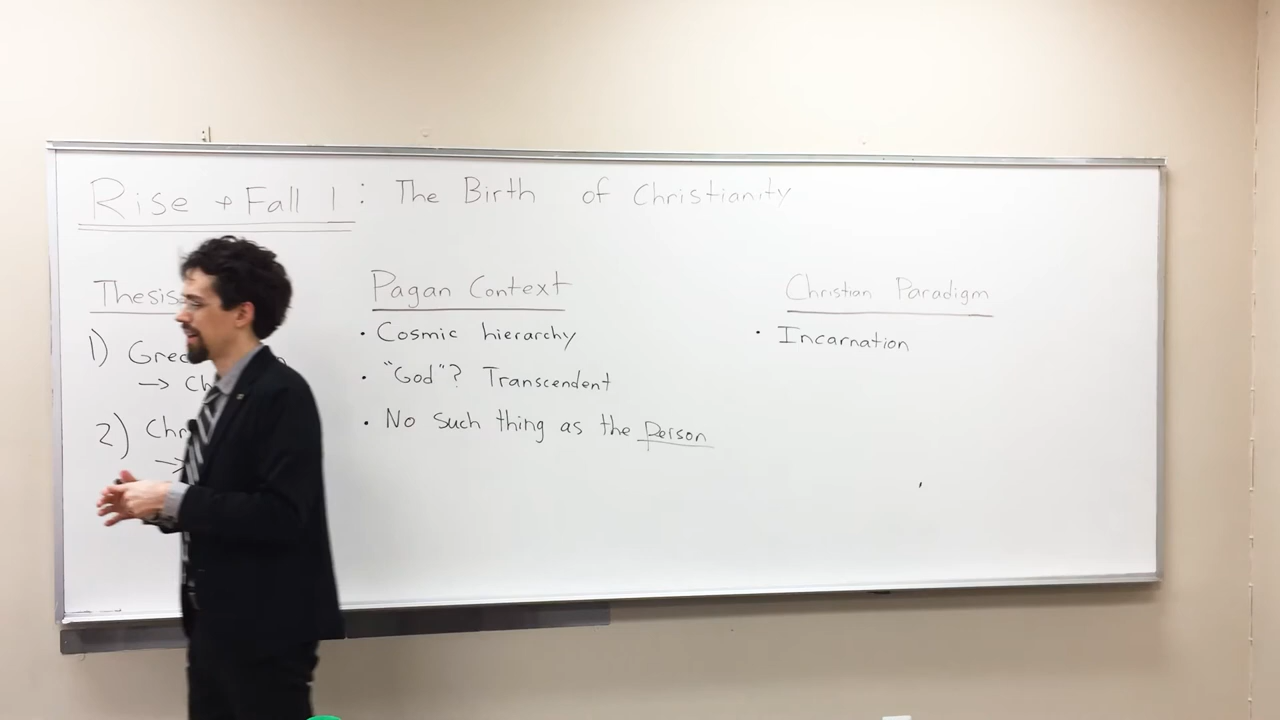 Rise + Fall 1: The Birth of Christianity
Thesis
1)
→
2)
→
Pagan Context
• Cosmic hierarchy
• "God"? Transcendent
• No such thing as the person
Christian Paradigm
• Incarnation